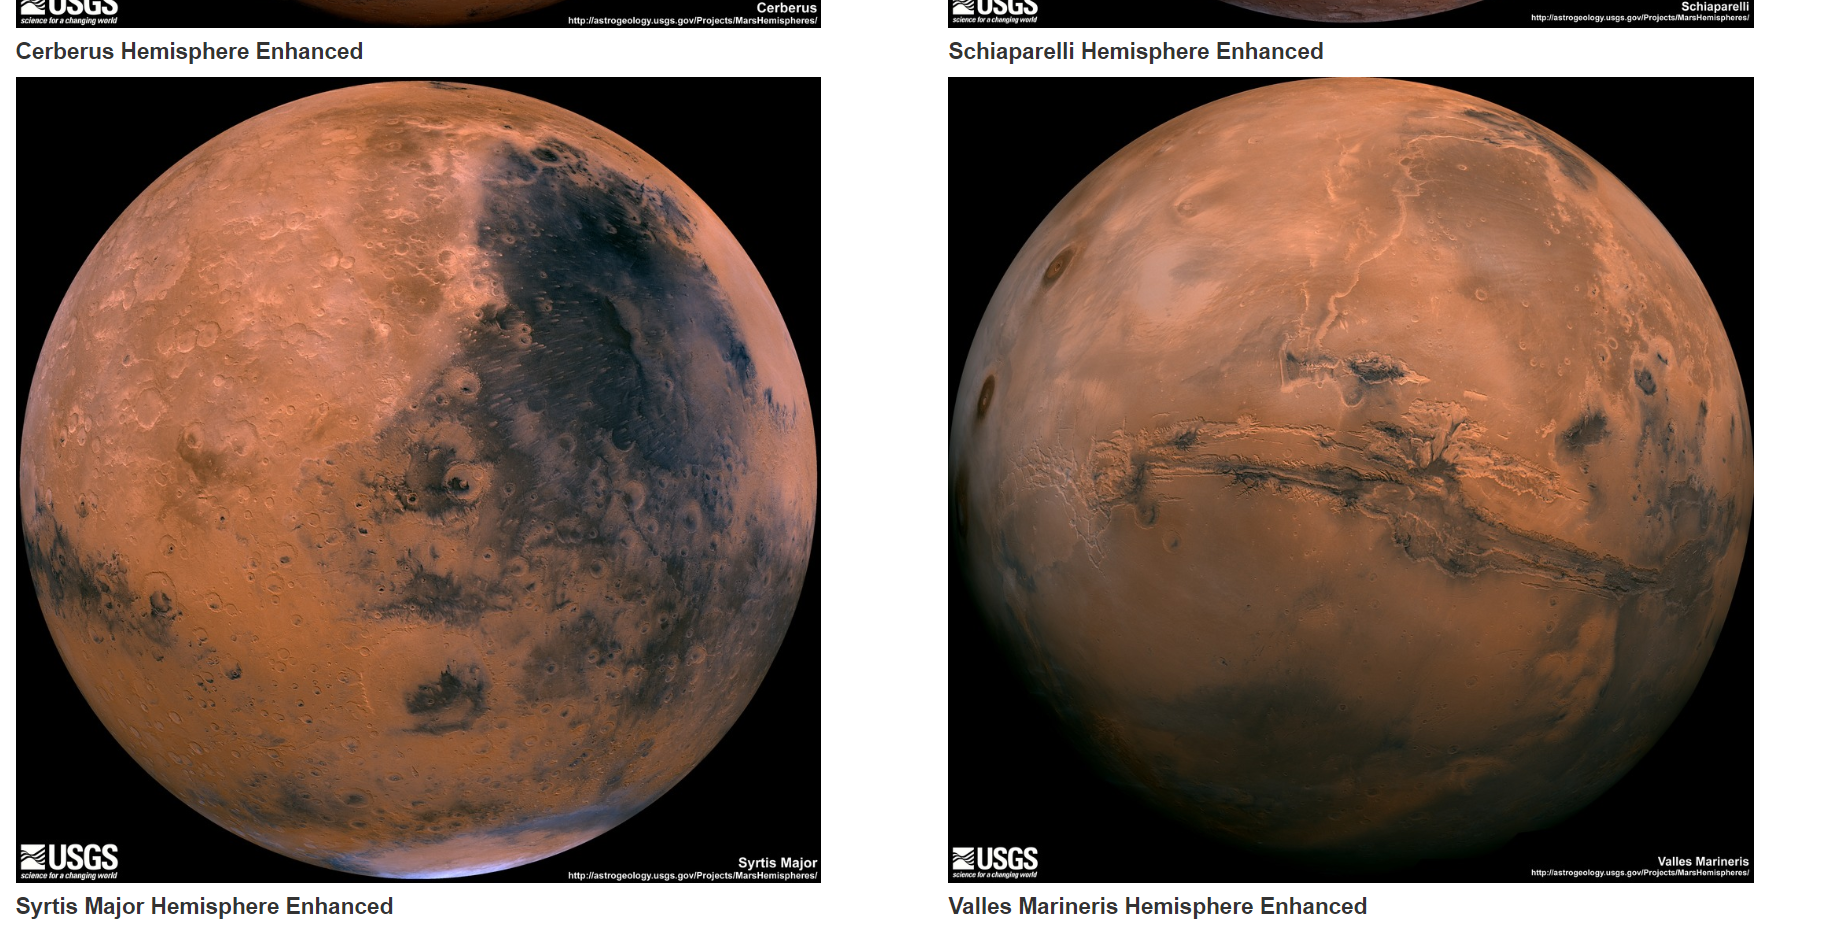 USGS
science for a changing world
Cerberus
http://astrogeology.usgs.gov/Projects/MarsHemispheres/
USGS
science for a changing world
Schiaparelli
http://astrogeology.usgs.gov/Projects/MarsHemispheres/
Cerberus Hemisphere Enhanced
Schiaparelli Hemisphere Enhanced
USGS
science for a changing world
Syrtis Major
http://astrogeology.usgs.gov/Projects/MarsHemispheres/
USGS
science for a changing world
Valles Marineris
http://astrogeology.usgs.gov/Projects/MarsHemispheres/
Syrtis Major Hemisphere Enhanced
Valles Marineris Hemisphere Enhanced